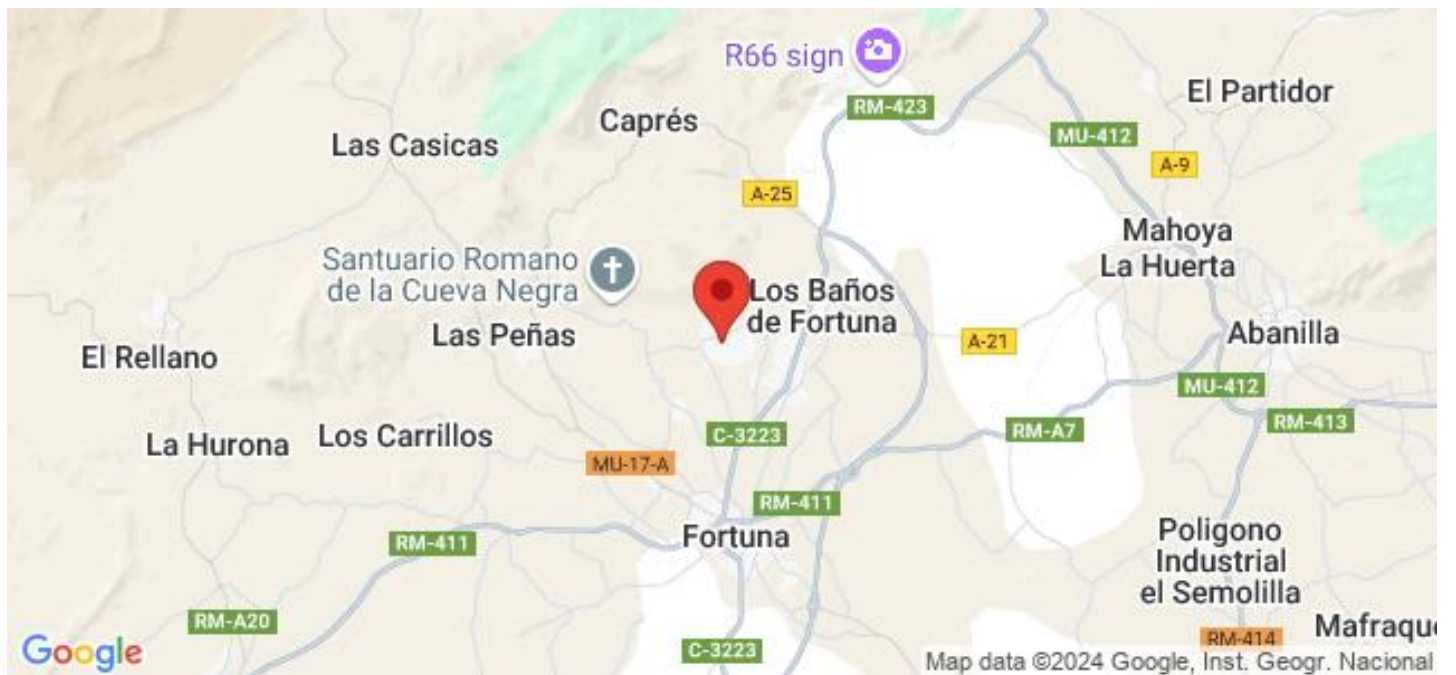 R66 sign
RM-423
El Partidor
Caprés
MU-412
Las Casicas
A-9
A-25
Mahoya
La Huerta
Santuario Romano
de la Cueva Negra
Los Baños
de Fortuna
Las Peñas
A-21
Abanilla
El Rellano
MU-412
RM-413
C-3223
RM-A7
La Hurona
Los Carrillos
MU-17-A
RM-411
Fortuna
RM-411
Poligono
Industrial
el Semolilla
RM-A20
Mafraqu
RM-414
C-3223
Google
Map data ©2024 Google, Inst. Geogr. Nacional